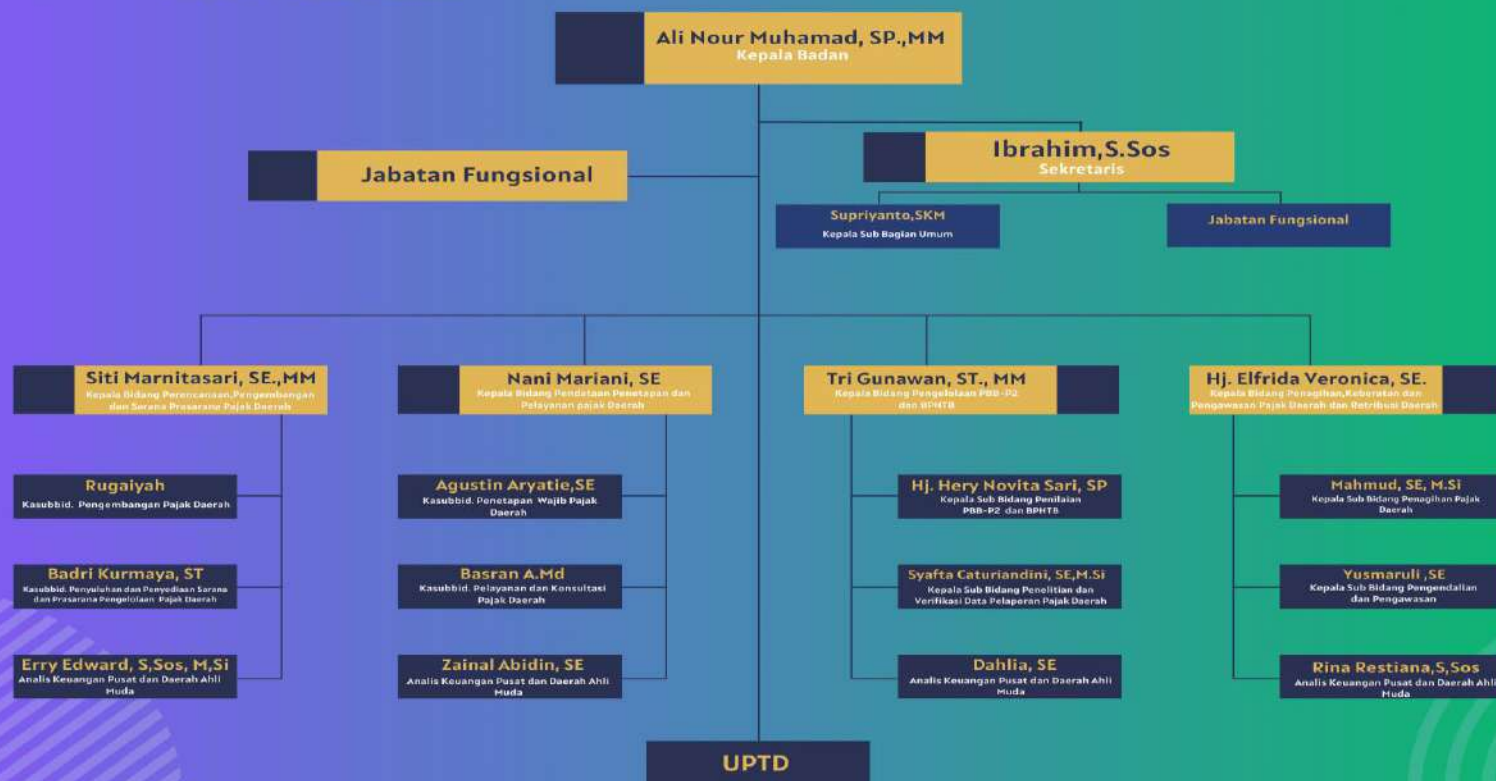 Ali Nour Muhamad, SP.,MM
Kepala Badan
Jabatan Fungsional
Ibrahim,S.Sos
Sekretaris
Supriyanto,SKM
Kepala Sub Bagian Umum
Jabatan Fungsional
Siti Marnitasari, SE.,MM
Kepala Bidang Perencanaan,Pengembangan
dan Sarana Prasarana Pajak Daerah
Nani Mariani, SE
Kepala Bidang Pendataan Penetapan dan
Pelayanan pajak Daerah
Tri Gunawan, ST., MM
Kepala Bidang Pengelolaan PBB-P2
dan BPHTB
Hj. Elfrida Veronica, SE.
Kepala Bidang Penagihan,Keberatan dan
Pengawasan Pajak Daerah dan Retribusi Daerah
Rugaiyah
Kasubbid. Pengembangan Pajak Daerah
Agustin Aryatie,SE
Kasubbid. Penetapan Wajib Pajak
Daerah
Hj. Hery Novita Sari, SP
Kepala Sub Bidang Penilaian
PBB-P2 dan BPHTB
Mahmud, SE, M.Si
Kepala Sub Bidang Penagihan Pajak
Daerah
Badri Kurmaya, ST
Kasubbid. Penyuluhan dan Penyediaan Sarana
dan Prasarana Pengelolaan Pajak Daerah
Basran A.Md
Kasubbid. Pelayanan dan Konsultasi
Pajak Daerah
Syafta Caturiandini, SE,M.Si
Kepala Sub Bidang Penelitian dan
Verifikasi Data Pelaporan Pajak Daerah
Yusmaruli ,SE
Kepala Sub Bidang Pengendalian
dan Pengawasan
Erry Edward, S,Sos, M,Si
Analis Keuangan Pusat dan Daerah Ahli
Muda
Zainal Abidin, SE
Analis Keuangan Pusat dan Daerah Ahli
Muda
Dahlia, SE
Analis Keuangan Pusat dan Daerah Ahli
Muda
Rina Restiana,S,Sos
Analis Keuangan Pusat dan Daerah Ahli
Muda
UPTD